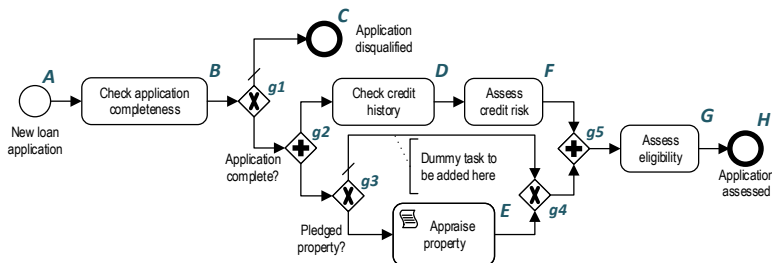 A
New loan
application
Check application
completeness
B
g1
C
Application
disqualified
Application
complete?
g2
Check credit
history
D
Assess
credit risk
F
g3
Dummy task to
be added here
Pledged
property?
Appraise
property
E
g4
g5
Assess
eligibility
G
H
Application
assessed